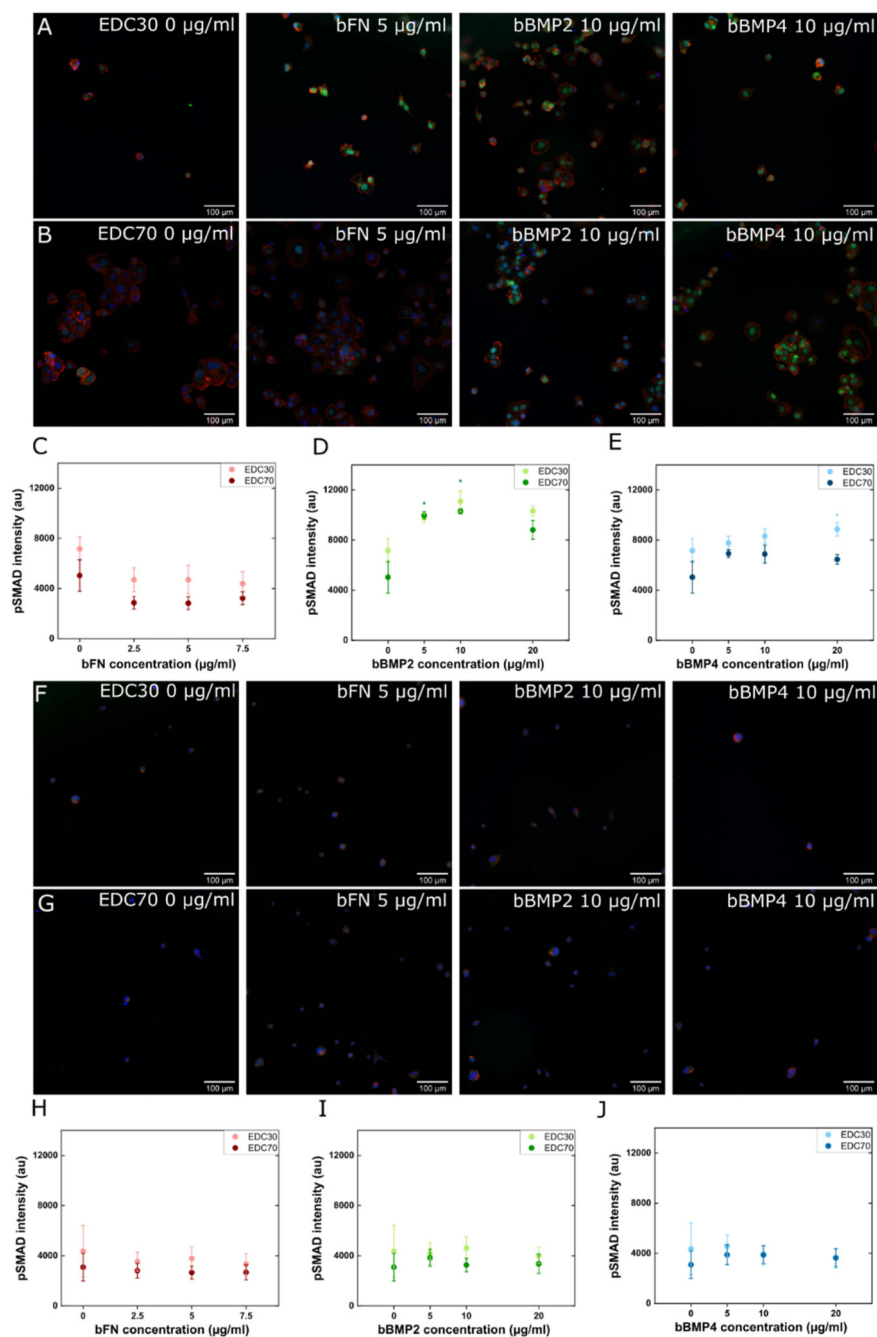 A EDC30 0 µg/ml bFN 5 µg/ml bBMP2 10 µg/ml bBMP4 10 µg/ml
100 µm 100 µm 100 µm 100 µm
B EDC70 0 µg/ml bFN 5 µg/ml bBMP2 10 µg/ml bBMP4 10 µg/ml
100 µm 100 µm 100 µm 100 µm
C
pSMAD intensity (au)
12000
8000
4000
0
EDC30
EDC70
0 2.5 5 7.5
bFN concentration (µg/ml)
D
pSMAD intensity (au)
12000
8000
4000
0
EDC30
EDC70
* *
0 5 10 20
bBMP2 concentration (µg/ml)
E
pSMAD intensity (au)
12000
8000
4000
0
EDC30
EDC70
*
0 5 10 20
bBMP4 concentration (µg/ml)
F EDC30 0 µg/ml bFN 5 µg/ml bBMP2 10 µg/ml bBMP4 10 µg/ml
100 µm 100 µm 100 µm 100 µm
G EDC70 0 µg/ml bFN 5 µg/ml bBMP2 10 µg/ml bBMP4 10 µg/ml
100 µm 100 µm 100 µm 100 µm
H
pSMAD intensity (au)
12000
8000
4000
0
EDC30
EDC70
0 2.5 5 7.5
bFN concentration (µg/ml)
I
pSMAD intensity (au)
12000
8000
4000
0
EDC30
EDC70
0 5 10 20
bBMP2 concentration (µg/ml)
J
pSMAD intensity (au)
12000
8000
4000
0
EDC30
EDC70
0 5 10 20
bBMP4 concentration (µg/ml)